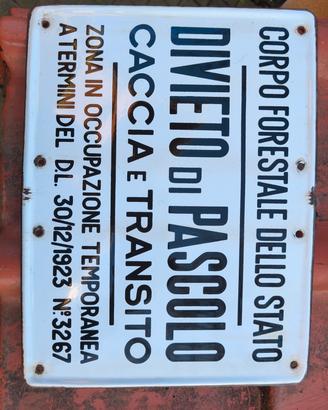 CORPO FORESTALE DELLO STATO
DIVIETO DI PASCOLO
CACCIA E TRANSITO
ZONA IN OCCUPAZIONE TEMPORANEA
A TERMINI DEL D.L. 30/12/1923 N°.3267